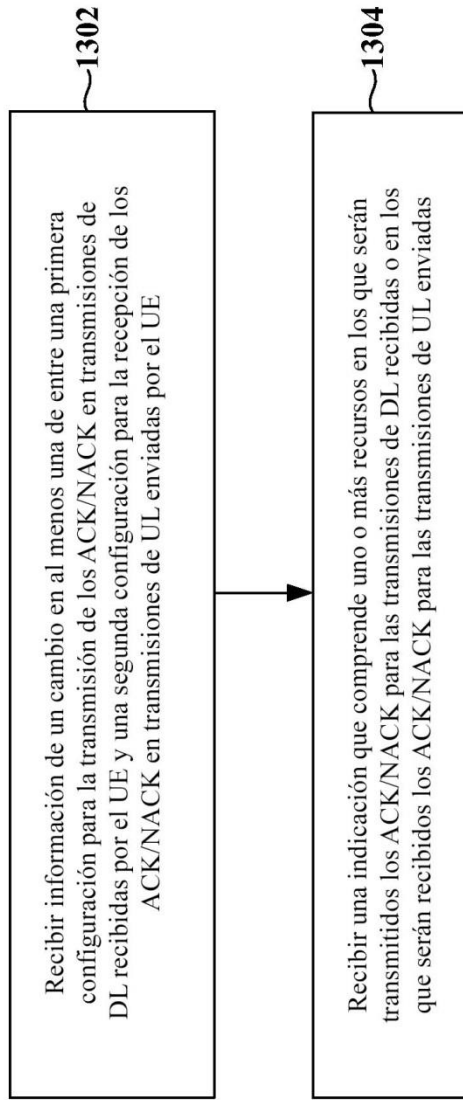 Recibir información de un cambio en al menos una de entre una primera
configuración para la transmisión de los ACK/NACK en transmisiones de
DL recibidas por el UE y una segunda configuración para la recepción de los
ACK/NACK en transmisiones de UL enviadas por el UE
1302
Recibir una indicación que comprende uno o más recursos en los que serán
transmitidos los ACK/NACK para las transmisiones de DL recibidas o en los
que serán recibidos los ACK/NACK para las transmisiones de UL enviadas
1304